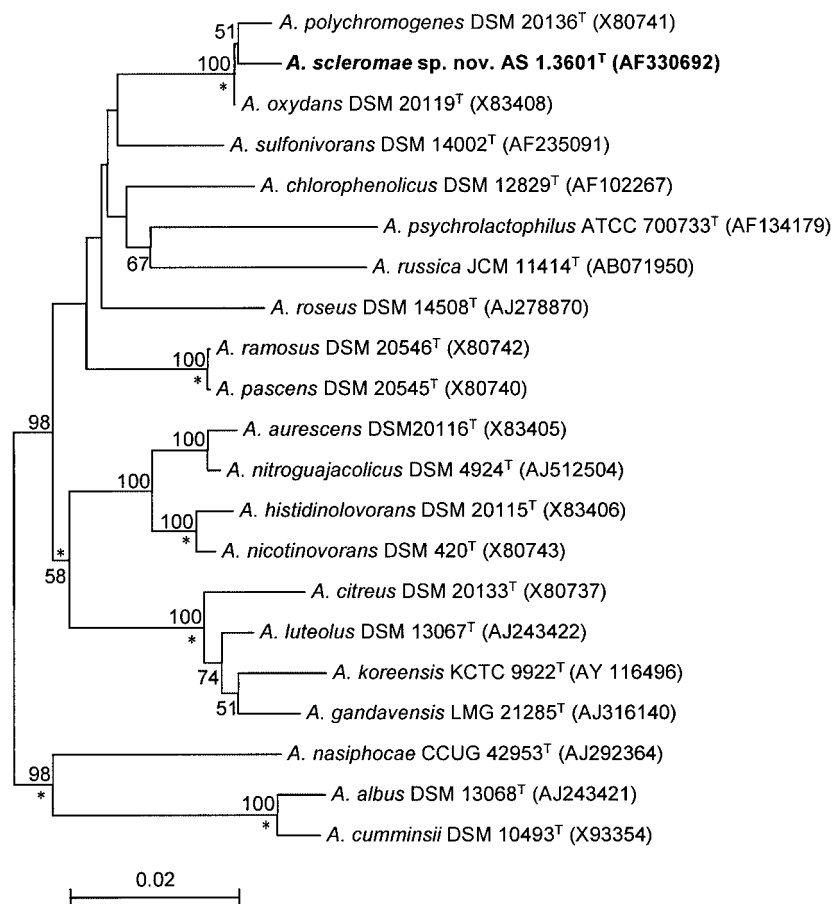 51
A. polychromogenes DSM 20136ᵀ (X80741)
100
A. scleromae sp. nov. AS 1.3601ᵀ (AF330692)
*
A. oxydans DSM 20119ᵀ (X83408)
A. sulfonivorans DSM 14002ᵀ (AF235091)
A. chlorophenolicus DSM 12829ᵀ (AF102267)
A. psychrolactophilus ATCC 700733ᵀ (AF134179)
67
A. russica JCM 11414ᵀ (AB071950)
A. roseus DSM 14508ᵀ (AJ278870)
100
A. ramosus DSM 20546ᵀ (X80742)
*
A. pascens DSM 20545ᵀ (X80740)
98
A. aurescens DSM20116ᵀ (X83405)
100
A. nitroguajacolicus DSM 4924ᵀ (AJ512504)
100
A. histidinolovorans DSM 20115ᵀ (X83406)
100
*
A. nicotinovorans DSM 420ᵀ (X80743)
*
58
A. citreus DSM 20133ᵀ (X80737)
100
*
A. luteolus DSM 13067ᵀ (AJ243422)
74
A. koreensis KCTC 9922ᵀ (AY 116496)
51
A. gandavensis LMG 21285ᵀ (AJ316140)
A. nasiphocae CCUG 42953ᵀ (AJ292364)
98
*
A. albus DSM 13068ᵀ (AJ243421)
100
*
A. cumminsii DSM 10493ᵀ (X93354)
0.02